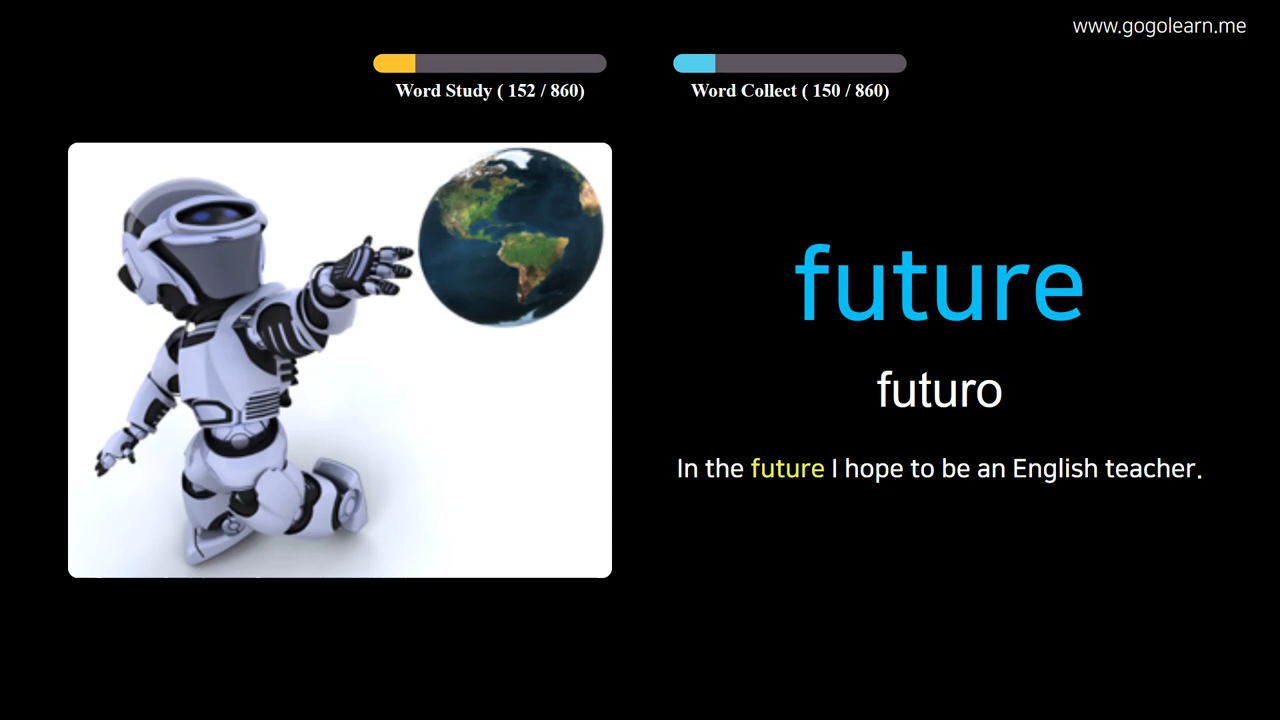 www.gogolearn.me
Word Study ( 152 / 860)
Word Collect ( 150 / 860)
future
futuro
In the future I hope to be an English teacher.